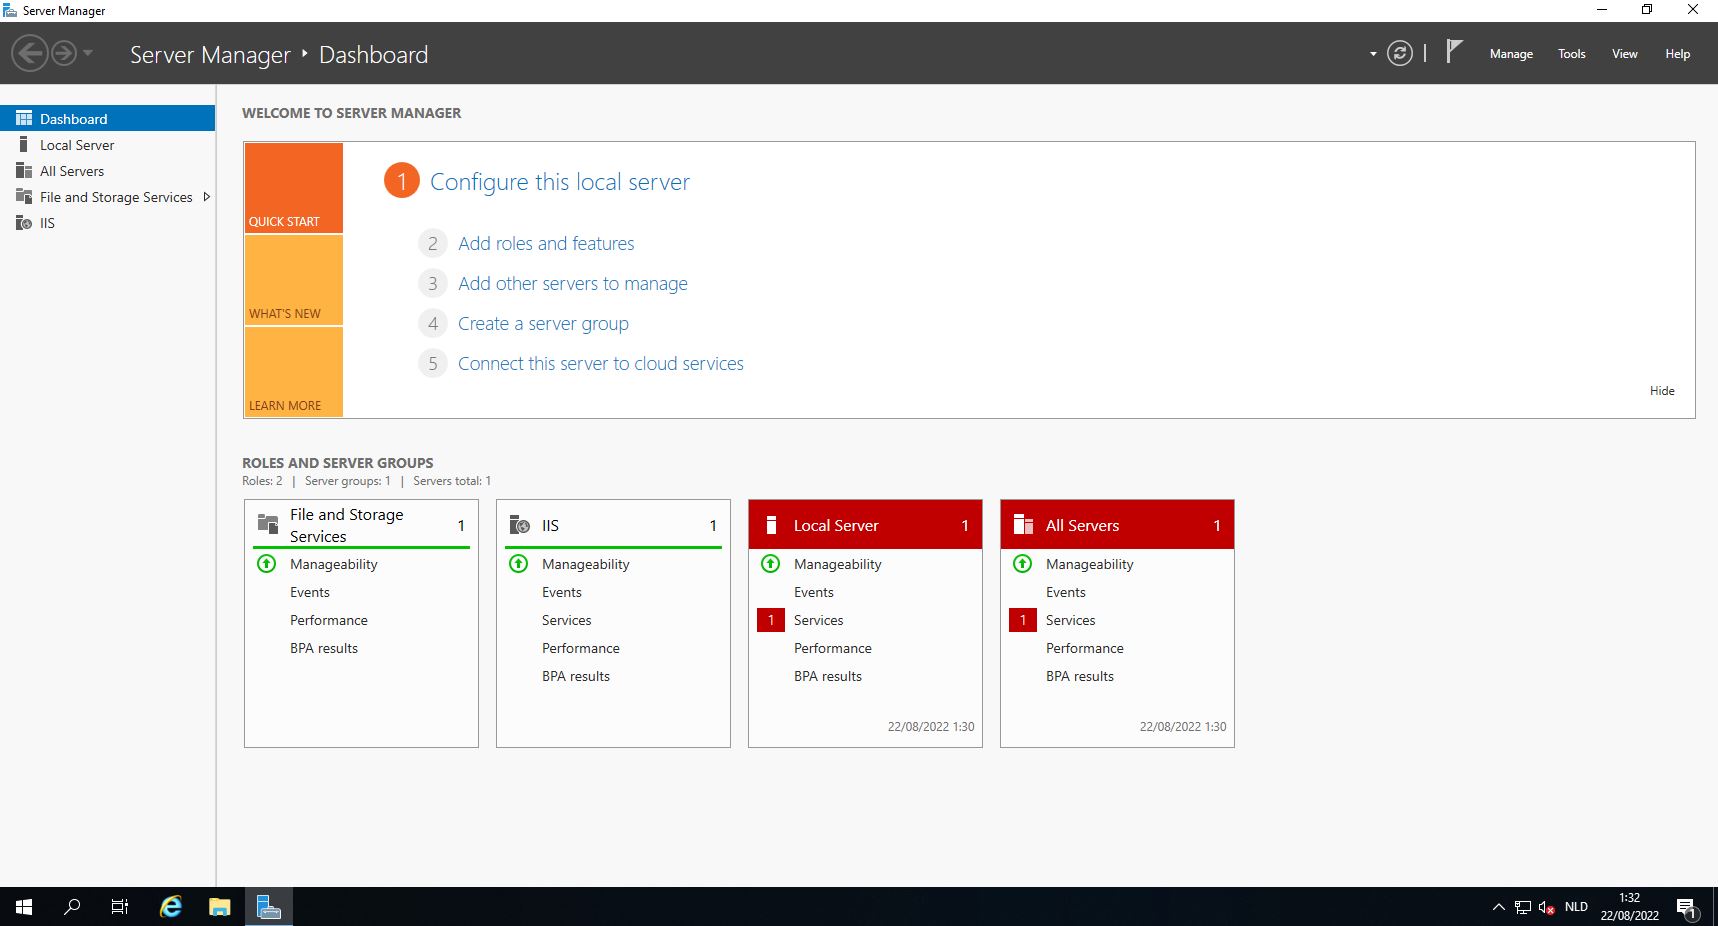 Server Manager
Server Manager ‣ Dashboard
Manage
Tools
View
Help
Dashboard
Local Server
All Servers
File and Storage Services
IIS
WELCOME TO SERVER MANAGER
QUICK START
WHAT'S NEW
LEARN MORE
1 Configure this local server
2 Add roles and features
3 Add other servers to manage
4 Create a server group
5 Connect this server to cloud services
Hide
ROLES AND SERVER GROUPS
Roles: 2 | Server groups: 1 | Servers total: 1
File and Storage
Services
1
Manageability
Events
Performance
BPA results
IIS 1
Manageability
Events
Services
Performance
BPA results
Local Server 1
Manageability
Events
1 Services
Performance
BPA results
22/08/2022 1:30
All Servers 1
Manageability
Events
1 Services
Performance
BPA results
22/08/2022 1:30
NLD
1:32
22/08/2022
1